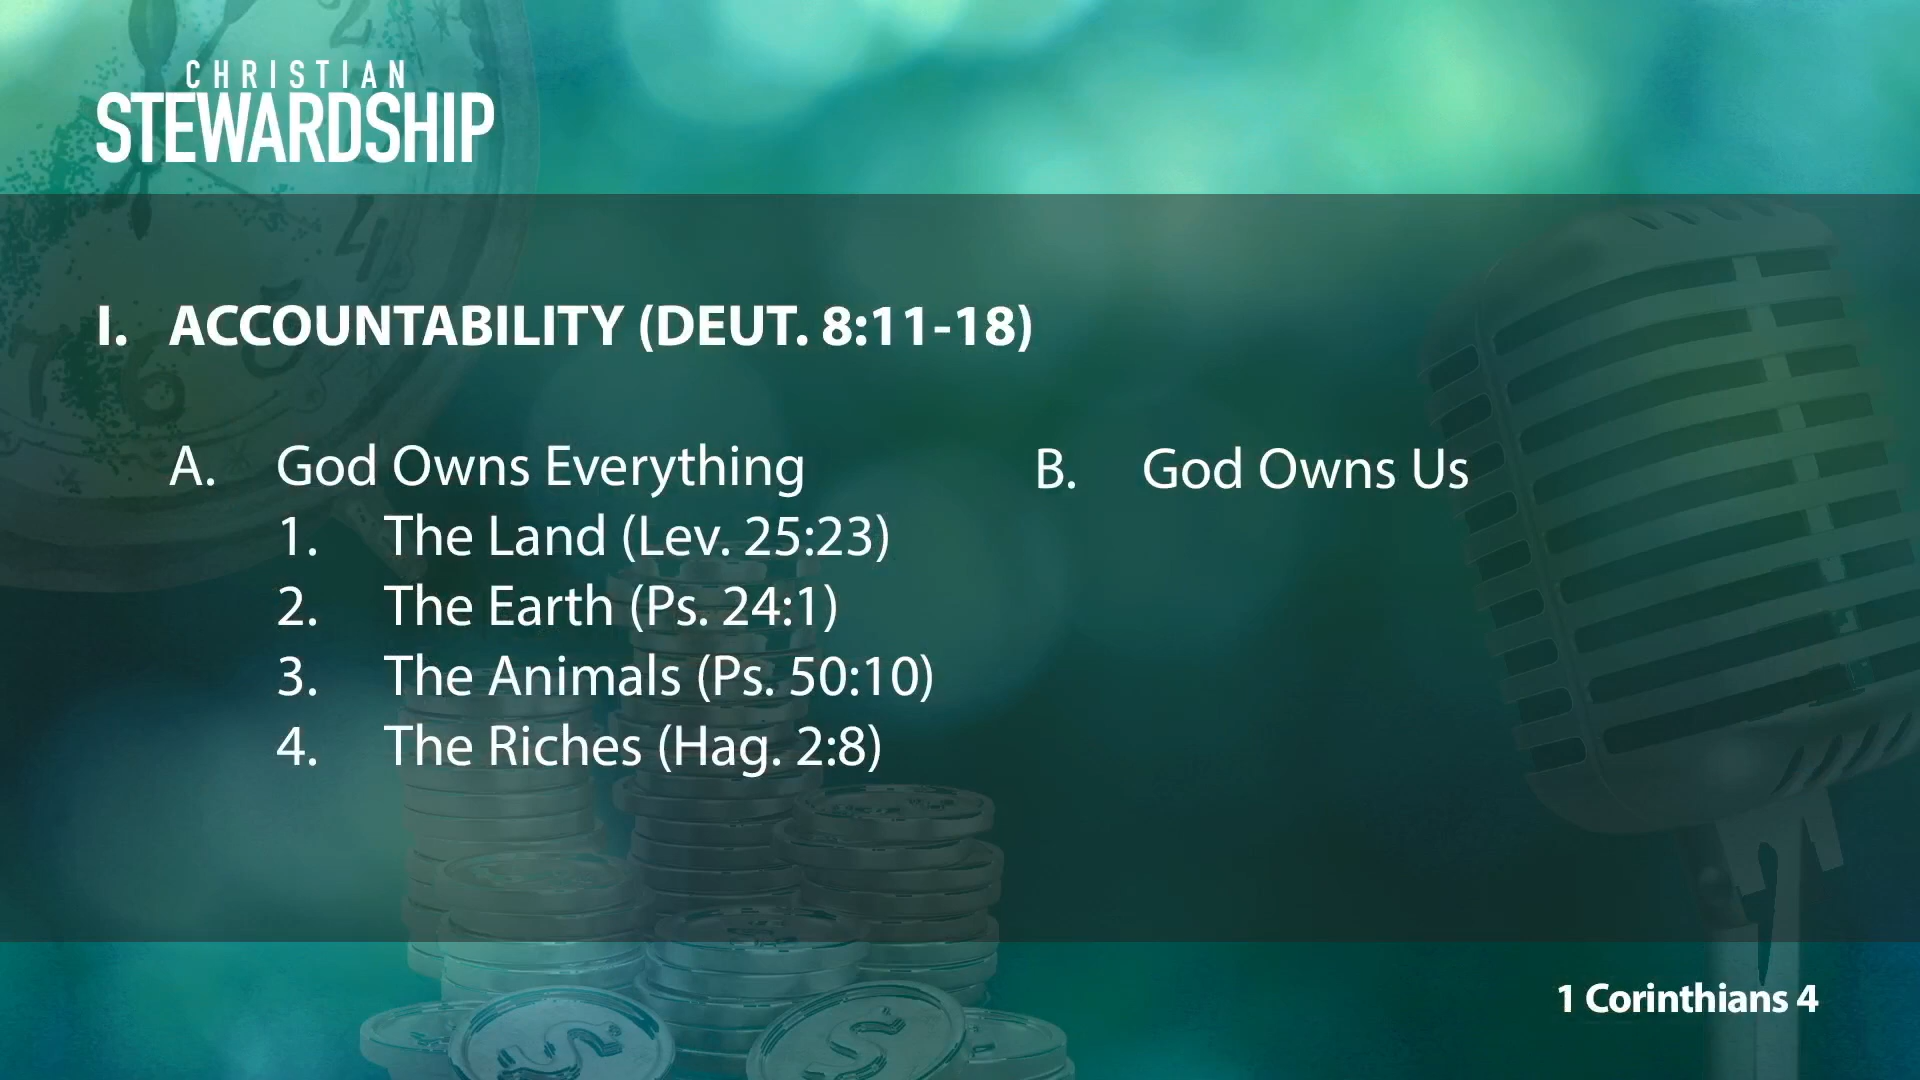 CHRISTIAN
STEWARDSHIP
I. ACCOUNTABILITY (DEUT. 8:11-18)
A. God Owns Everything
1. The Land (Lev. 25:23)
2. The Earth (Ps. 24:1)
3. The Animals (Ps. 50:10)
4. The Riches (Hag. 2:8)
B. God Owns Us
1 Corinthians 4